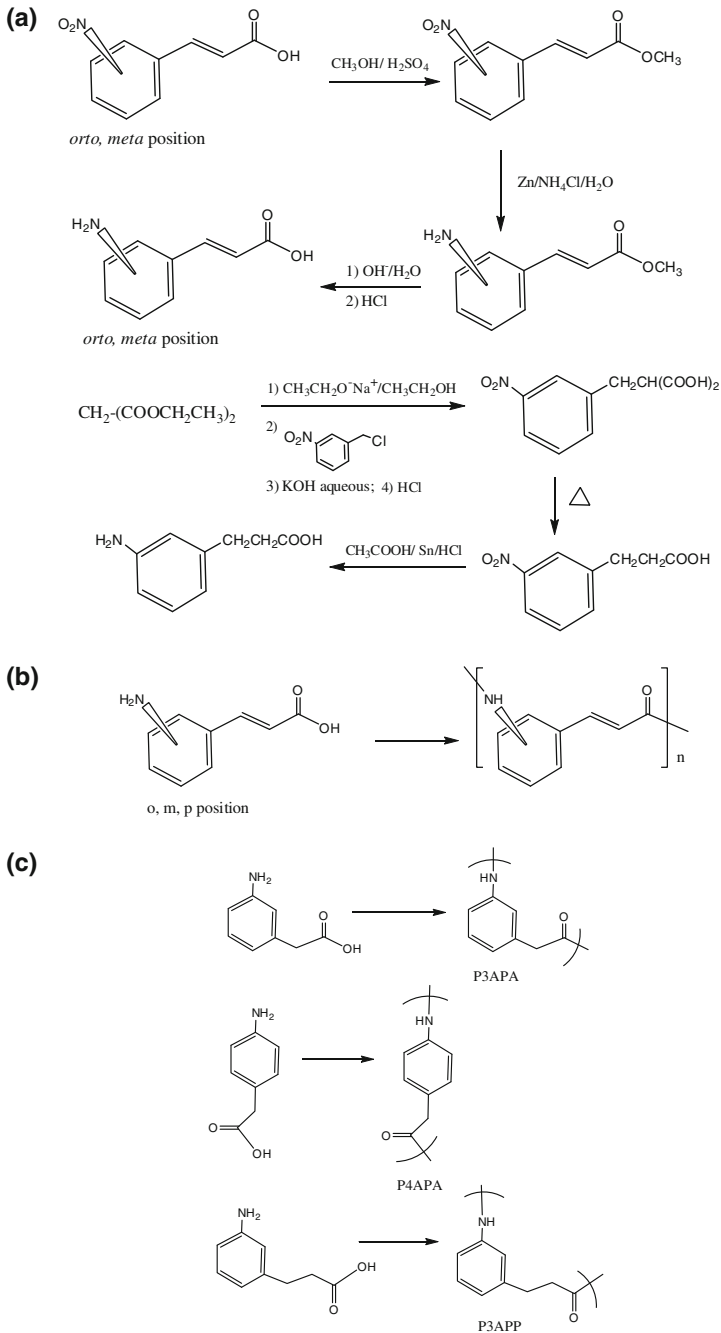 (a)
O₂N
O
OH
orto, meta position
CH₃OH/ H₂SO₄
O₂N
O
OCH₃
Zn/NH₄Cl/H₂O
H₂N
O
OH
orto, meta position
1) OH⁻/H₂O
2) HCl
H₂N
O
OCH₃
CH₂-(COOCH₂CH₃)₂
1) CH₃CH₂O⁻Na⁺/CH₃CH₂OH
2)
O₂N
Cl
3) KOH aqueous; 4) HCl
O₂N
CH₂CH(COOH)₂
H₂N
CH₂CH₂COOH
CH₃COOH/ Sn/HCl
O₂N
CH₂CH₂COOH
(b)
H₂N
O
OH
o, m, p position
NH
O
n
(c)
NH₂
O
OH
HN
O
P3APA
NH₂
O
OH
HN
O
P4APA
NH₂
OH
O
NH
O
P3APP